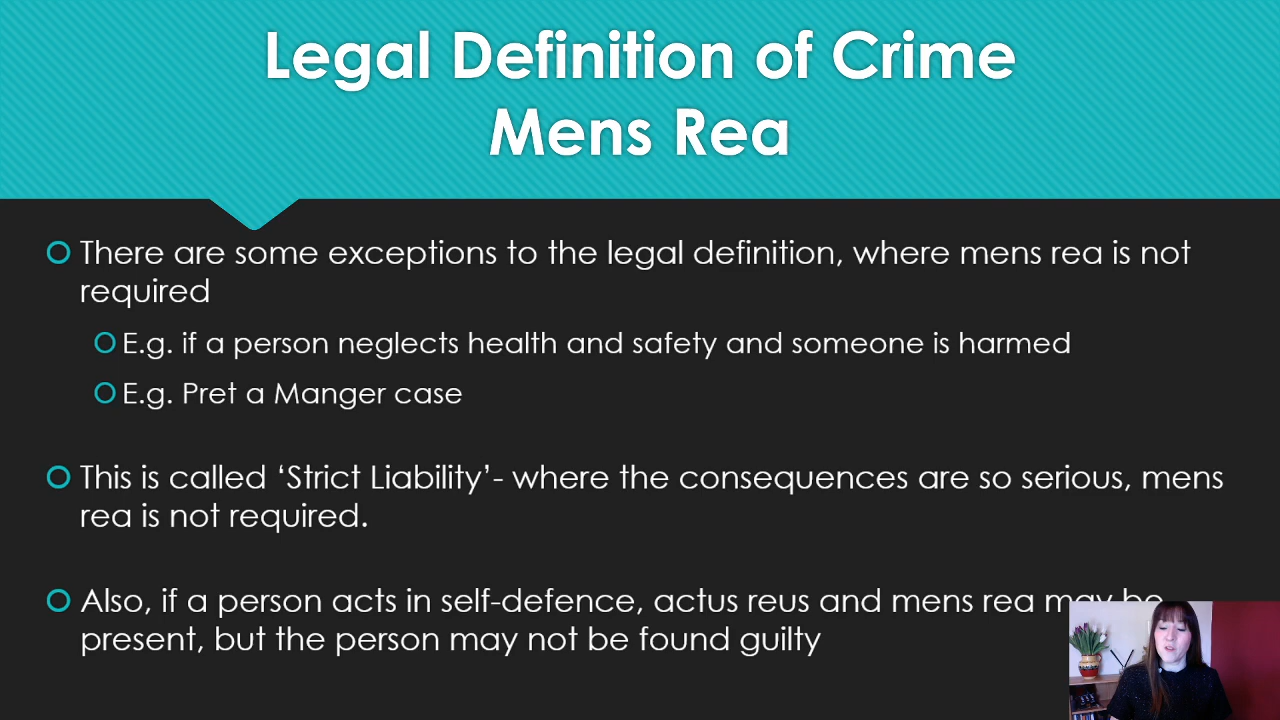 Legal Definition of Crime
Mens Rea
There are some exceptions to the legal definition, where mens rea is not
required
E.g. if a person neglects health and safety and someone is harmed
E.g. Pret a Manger case
This is called ‘Strict Liability’- where the consequences are so serious, mens
rea is not required.
Also, if a person acts in self-defence, actus reus and mens rea may be
present, but the person may not be found guilty